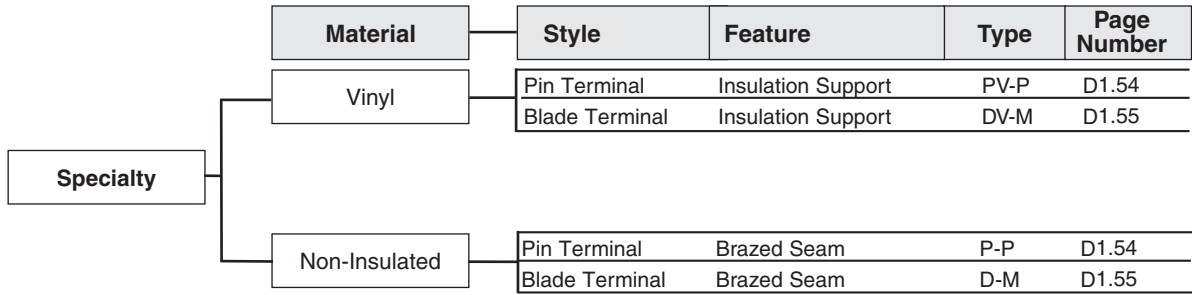 Material Style Feature Type Page Number
Vinyl
Pin Terminal Insulation Support PV-P D1.54
Blade Terminal Insulation Support DV-M D1.55
Specialty
Non-Insulated
Pin Terminal Brazed Seam P-P D1.54
Blade Terminal Brazed Seam D-M D1.55